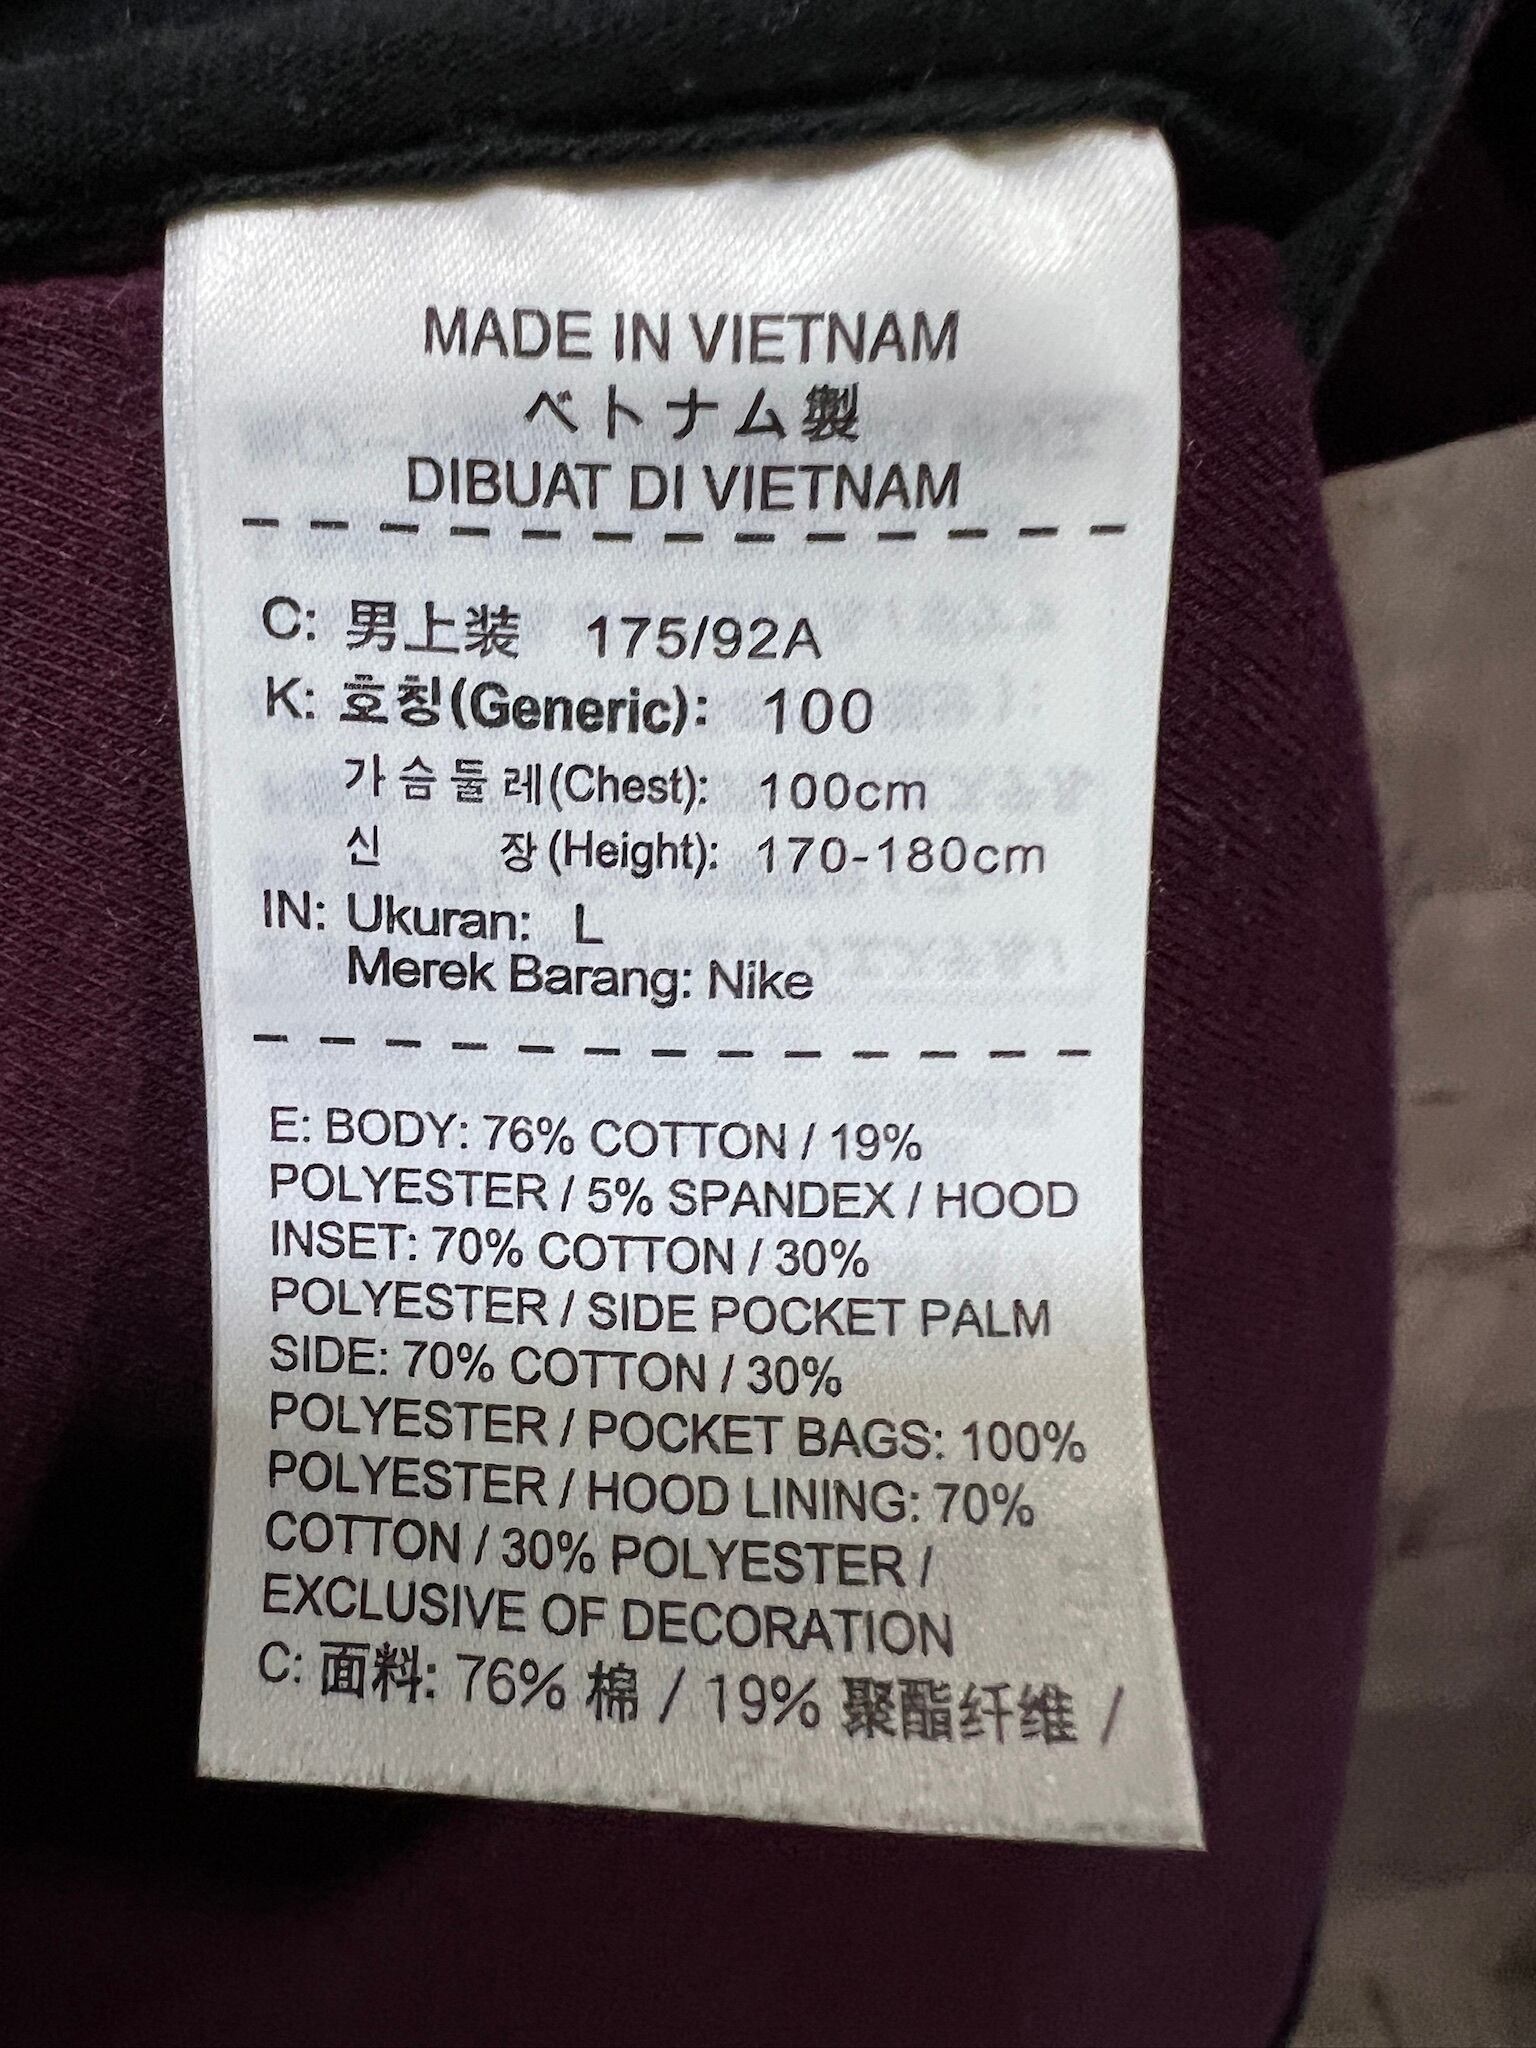 MADE IN VIETNAM
ベトナム製
DIBUAT DI VIETNAM
C: 男上装 175/92A
K: 호칭(Generic): 100
가슴둘레(Chest): 100cm
신 장(Height): 170-180cm
IN: Ukuran: L
Merek Barang: Nike
E: BODY: 76% COTTON / 19%
POLYESTER / 5% SPANDEX / HOOD
INSET: 70% COTTON / 30%
POLYESTER / SIDE POCKET PALM
SIDE: 70% COTTON / 30%
POLYESTER / POCKET BAGS: 100%
POLYESTER / HOOD LINING: 70%
COTTON / 30% POLYESTER /
EXCLUSIVE OF DECORATION
C: 面料: 76% 棉 / 19% 聚酯纤维 /